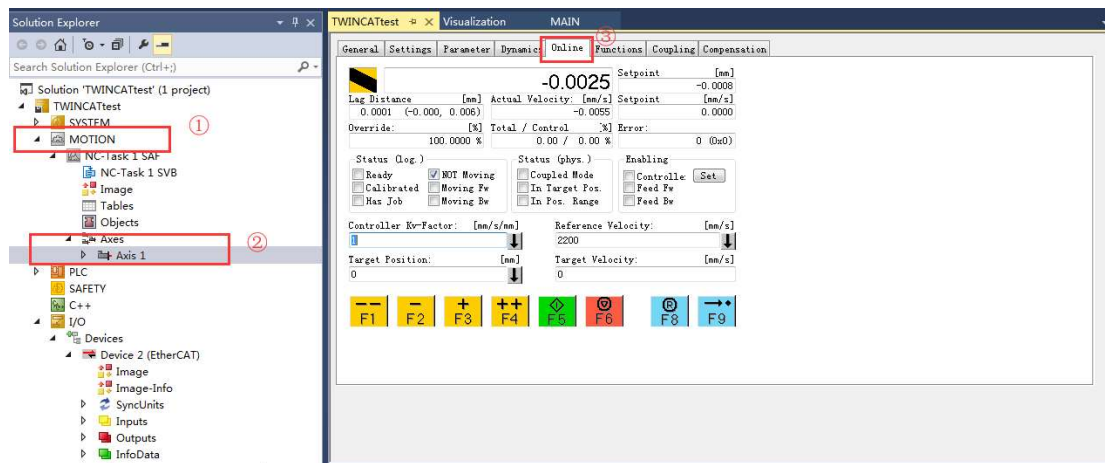 Solution Explorer
Search Solution Explorer (Ctrl+;)
Solution 'TWINCATtest' (1 project)
TWINCATtest
SYSTEM
①
MOTION
NC-Task 1 SAF
NC-Task 1 SVB
Image
Tables
Objects
②
Axes
Axis 1
PLC
SAFETY
C++
I/O
Devices
Device 2 (EtherCAT)
Image
Image-Info
SyncUnits
Inputs
Outputs
InfoData
TWINCATtest Visualization MAIN
③
General Settings Parameter Dynamics Online Functions Coupling Compensation
-0.0025 Setpoint [mm]
-0.0008
Lag Distance [mm] Actual Velocity: [mm/s] Setpoint [mm/s]
0.0001 (-0.000, 0.006) -0.0055 0.0000
Override: [%] Total / Control [%] Error:
100.0000 % 0.00 / 0.00 % 0 (0x0)
Status (log.) Status (phys.) Enabling
Ready NOT Moving Coupled Mode Controlle Set
Calibrated Moving Fw In Target Pos. Feed Fw
Has Job Moving Bw In Pos. Range Feed Bw
Controller Kv-Factor: [mm/s/mm] Reference Velocity: [mm/s]
1 2200
Target Position: [mm] Target Velocity: [mm/s]
0 0
-- - + ++ R
F1 F2 F3 F4 F5 F6 F8 F9